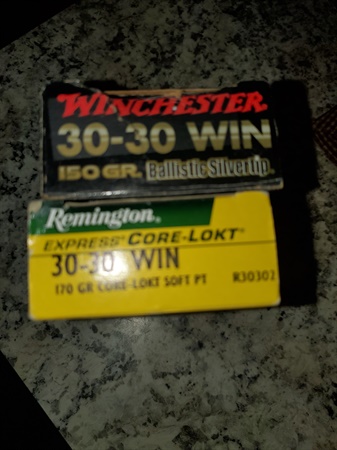 WINCHESTER
30-30 WIN
150 GR. Ballistic Silvertip.
Remington.
EXPRESS® CORE-LOKT®
30-30 WIN
170 GR CORE-LOKT SOFT PT R30302